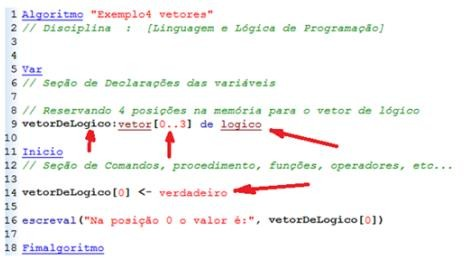 1 Algoritmo "Exemplo4 vetores"
2 // Disciplina : [Linguagem e Lógica de Programação]
3
4
5 Var
6 // Seção de Declarações das variáveis
7
8 // Reservando 4 posições na memória para o vetor de lógico
9 vetorDeLogico:vetor[0..3] de logico
10
11 Inicio
12 // Seção de Comandos, procedimento, funções, operadores, etc...
13
14 vetorDeLogico[0] <- verdadeiro
15
16 escreval("Na posição 0 o valor é:", vetorDeLogico[0])
17
18 Fimalgoritmo